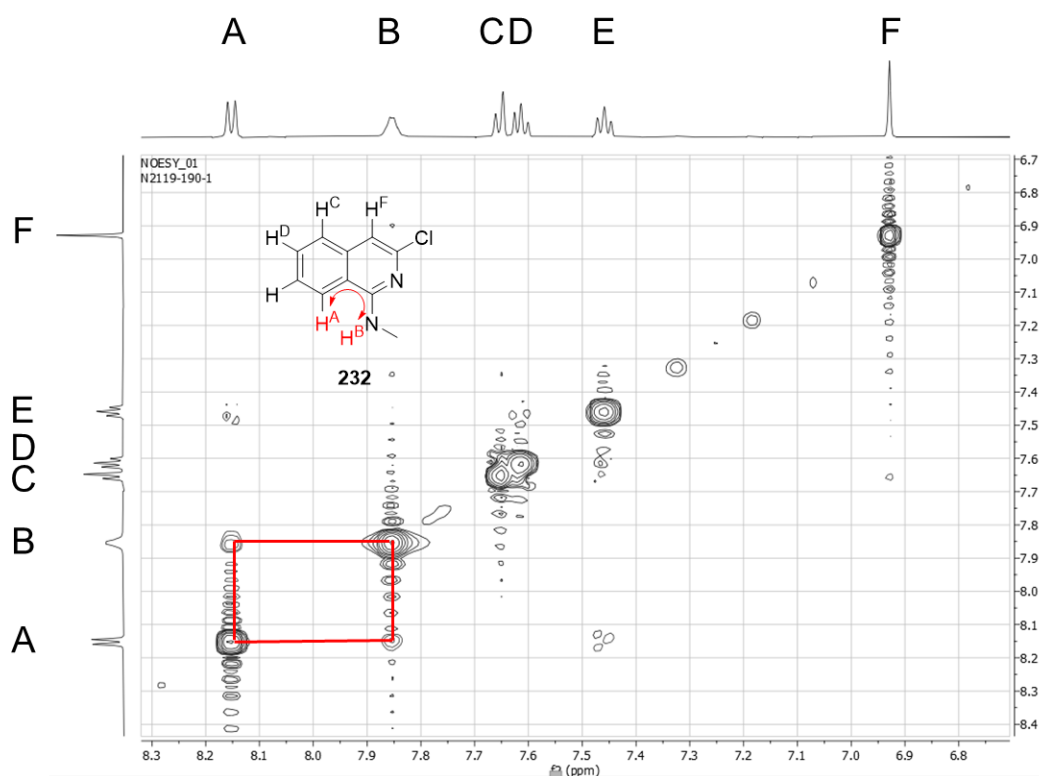 A B C D E F
NOESY_01
N2119-190-1
H^C H^F
H^D Cl
H N
H^A N
H^B
232
F
E
D
C
B
A
6.7
6.8
6.9
7.0
7.1
7.2
7.3
7.4
7.5
7.6
7.7
7.8
7.9
8.0
8.1
8.2
8.3
8.4
8.3 8.2 8.1 8.0 7.9 7.8 7.7 7.6 7.5 7.4 7.3 7.2 7.1 7.0 6.9 6.8
(ppm)